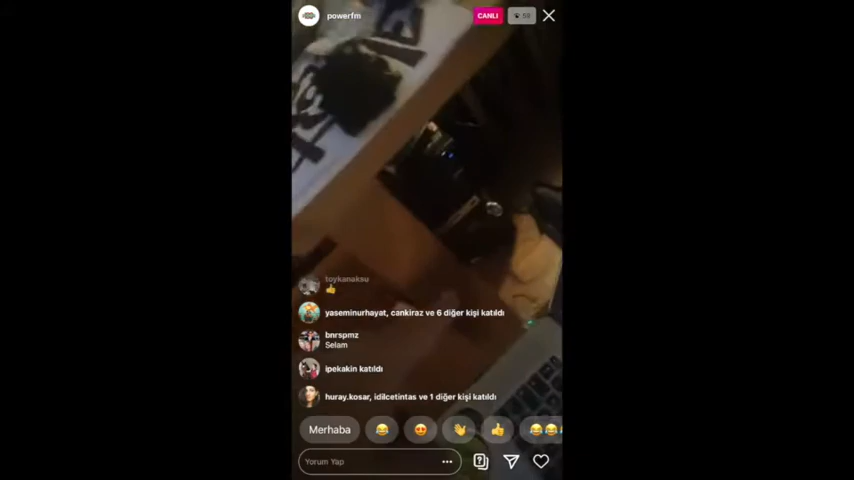 powerfm
CANLI
59
toykanaksu
👍
yaseminurhayat, cankiraz ve 6 diğer kişi katıldı
bnrspmz
Selam
ipekakin katıldı
huray.kosar, idilcetintas ve 1 diğer kişi katıldı
Merhaba 😂 😍 👋 👍 😂😂
Yorum Yap